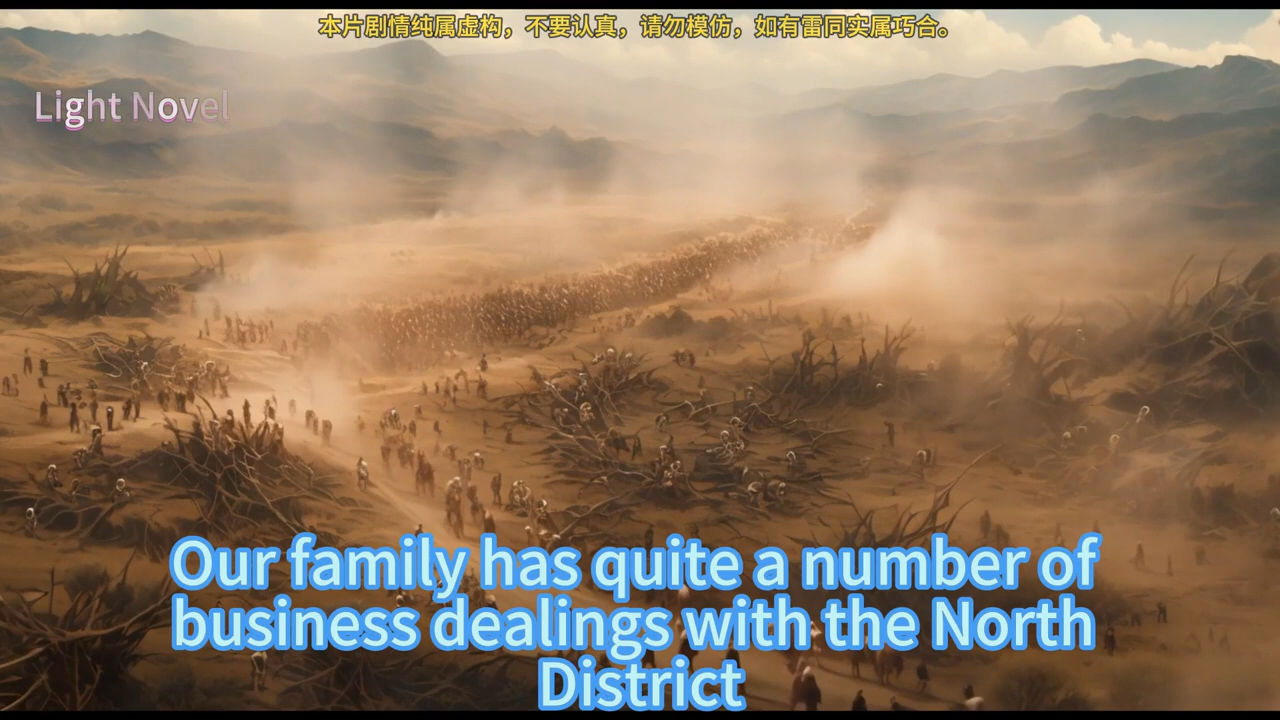 本片剧情纯属虚构，不要认真，请勿模仿，如有雷同实属巧合。
Light Novel
Our family has quite a number of
business dealings with the North
District